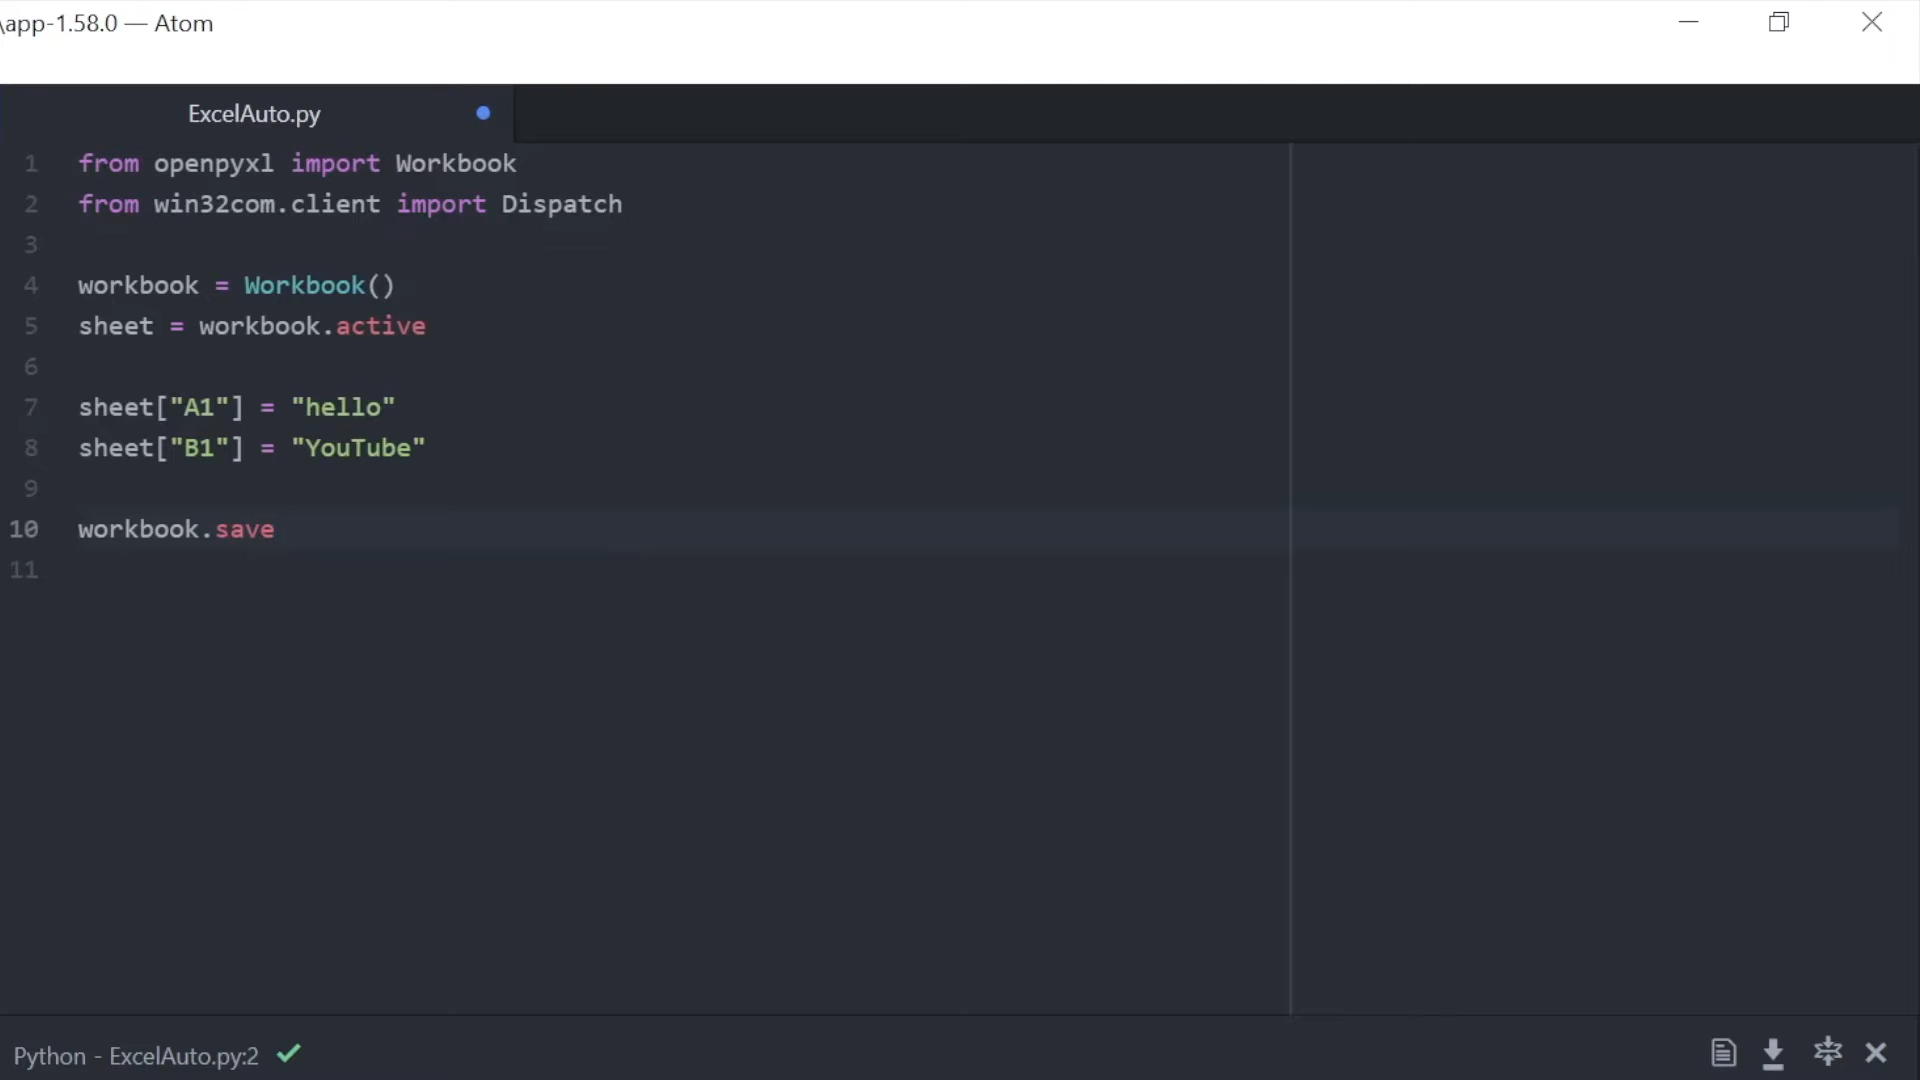 \app-1.58.0 — Atom
ExcelAuto.py
1 from openpyxl import Workbook
2 from win32com.client import Dispatch
3
4 workbook = Workbook()
5 sheet = workbook.active
6
7 sheet["A1"] = "hello"
8 sheet["B1"] = "YouTube"
9
10 workbook.save
11
Python - ExcelAuto.py:2